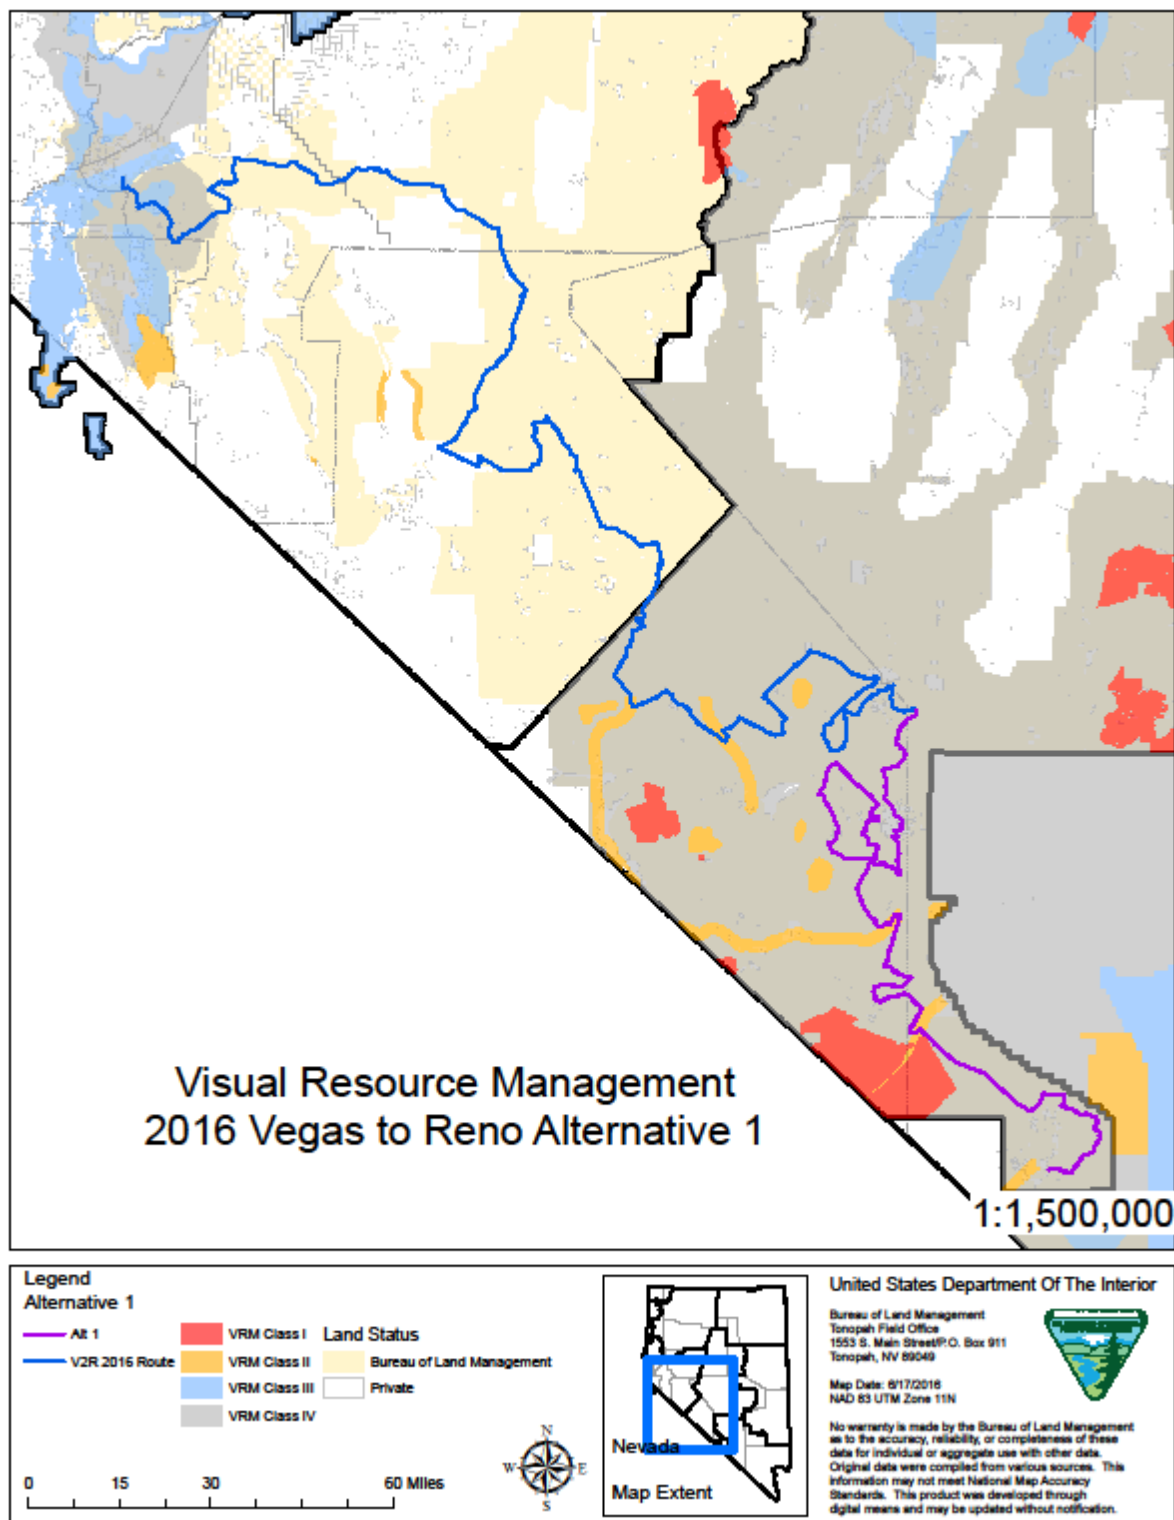 Visual Resource Management
2016 Vegas to Reno Alternative 1
1:1,500,000
Legend
Alternative 1
Alt 1
V2R 2016 Route
VRM Class I
VRM Class II
VRM Class III
VRM Class IV
Land Status
Bureau of Land Management
Private
0 15 30 60 Miles
N
W E
S
Nevada
Map Extent
United States Department Of The Interior
Bureau of Land Management
Tonopah Field Office
1553 S. Main Street/P.O. Box 911
Tonopah, NV 89049
Map Date: 6/17/2016
NAD 83 UTM Zone 11N
No warranty is made by the Bureau of Land Management
as to the accuracy, reliability, or completeness of these
data for individual or aggregate use with other data.
Original data were compiled from various sources. This
information may not meet National Map Accuracy
Standards. This product was developed through
digital means and may be updated without notification.